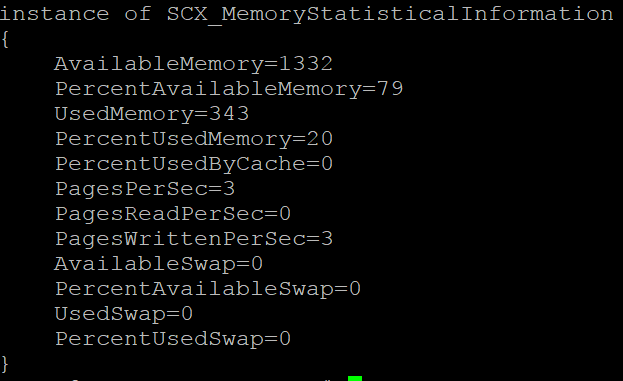 instance of SCX_MemoryStatisticalInformation
{
    AvailableMemory=1332
    PercentAvailableMemory=79
    UsedMemory=343
    PercentUsedMemory=20
    PercentUsedByCache=0
    PagesPerSec=3
    PagesReadPerSec=0
    PagesWrittenPerSec=3
    AvailableSwap=0
    PercentAvailableSwap=0
    UsedSwap=0
    PercentUsedSwap=0
}